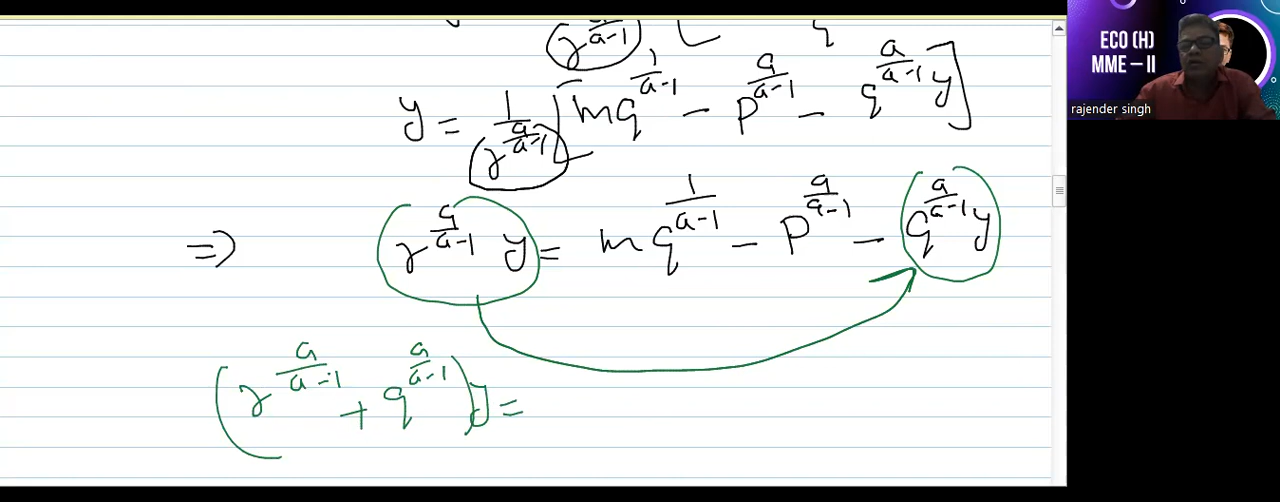 r^{a/(a-1)} [ q
y = 1/r^{a/(a-1)} [ mq^{1/(a-1)} - p^{a/(a-1)} - q^{a/(a-1)} y ]
⇒ r^{a/(a-1)} y = mq^{1/(a-1)} - p^{a/(a-1)} - q^{a/(a-1)} y
( r^{a/(a-1)} + q^{a/(a-1)} ) y =
ECO (H)
MME – II
rajender singh